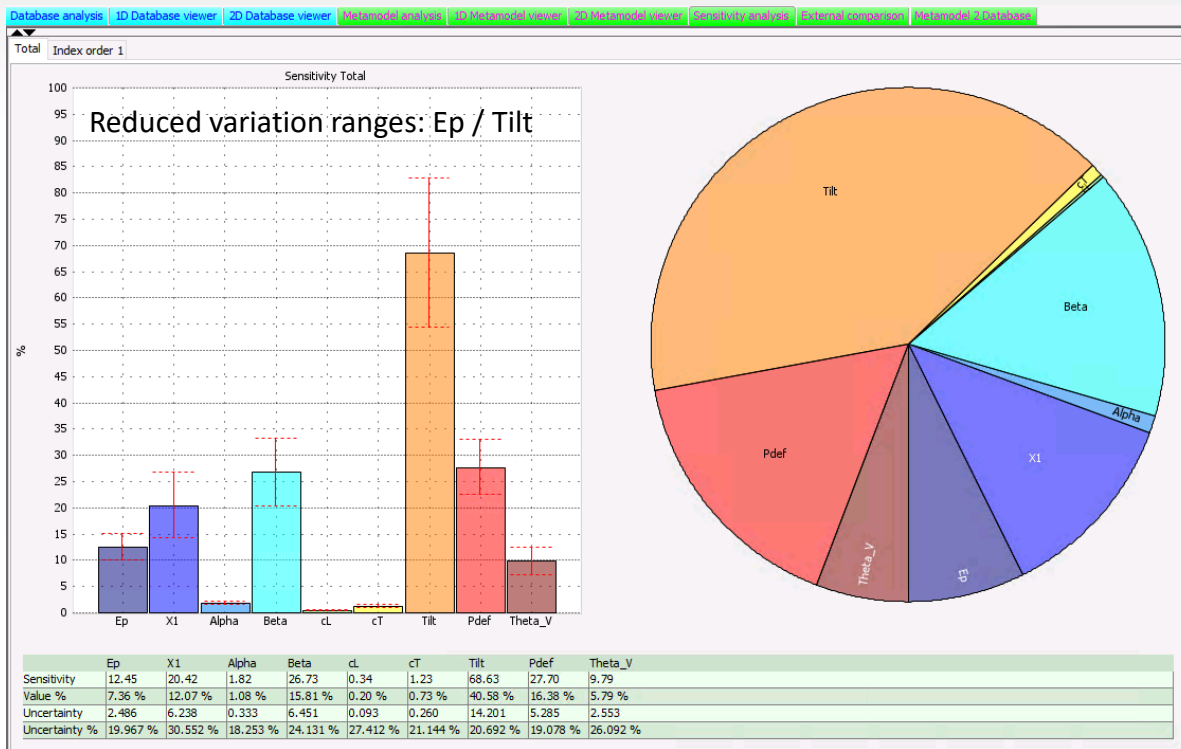 Database analysis 1D Database viewer 2D Database viewer Metamodel analysis 1D Metamodel viewer 2D Metamodel viewer Sensitivity analysis External comparison Metamodel 2 Database
Total Index order 1
Sensitivity Total
Reduced variation ranges: Ep / Tilt
100
95
90
85
80
75
70
65
60
55
50
45
40
35
30
25
20
15
10
5
0
%
Ep X1 Alpha Beta cL cT Tilt Pdef Theta_V
Tilt
cT
Beta
Alpha
X1
Ep
Theta_V
Pdef
Ep X1 Alpha Beta cL cT Tilt Pdef Theta_V
Sensitivity 12.45 20.42 1.82 26.73 0.34 1.23 68.63 27.70 9.79
Value % 7.36 % 12.07 % 1.08 % 15.81 % 0.20 % 0.73 % 40.58 % 16.38 % 5.79 %
Uncertainty 2.486 6.238 0.333 6.451 0.093 0.260 14.201 5.285 2.553
Uncertainty % 19.967 % 30.552 % 18.253 % 24.131 % 27.412 % 21.144 % 20.692 % 19.078 % 26.092 %